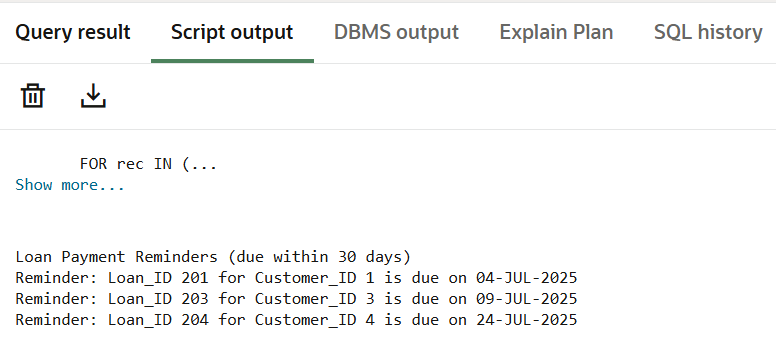 Query result Script output DBMS output Explain Plan SQL history
FOR rec IN (...
Show more...
Loan Payment Reminders (due within 30 days)
Reminder: Loan_ID 201 for Customer_ID 1 is due on 04-JUL-2025
Reminder: Loan_ID 203 for Customer_ID 3 is due on 09-JUL-2025
Reminder: Loan_ID 204 for Customer_ID 4 is due on 24-JUL-2025